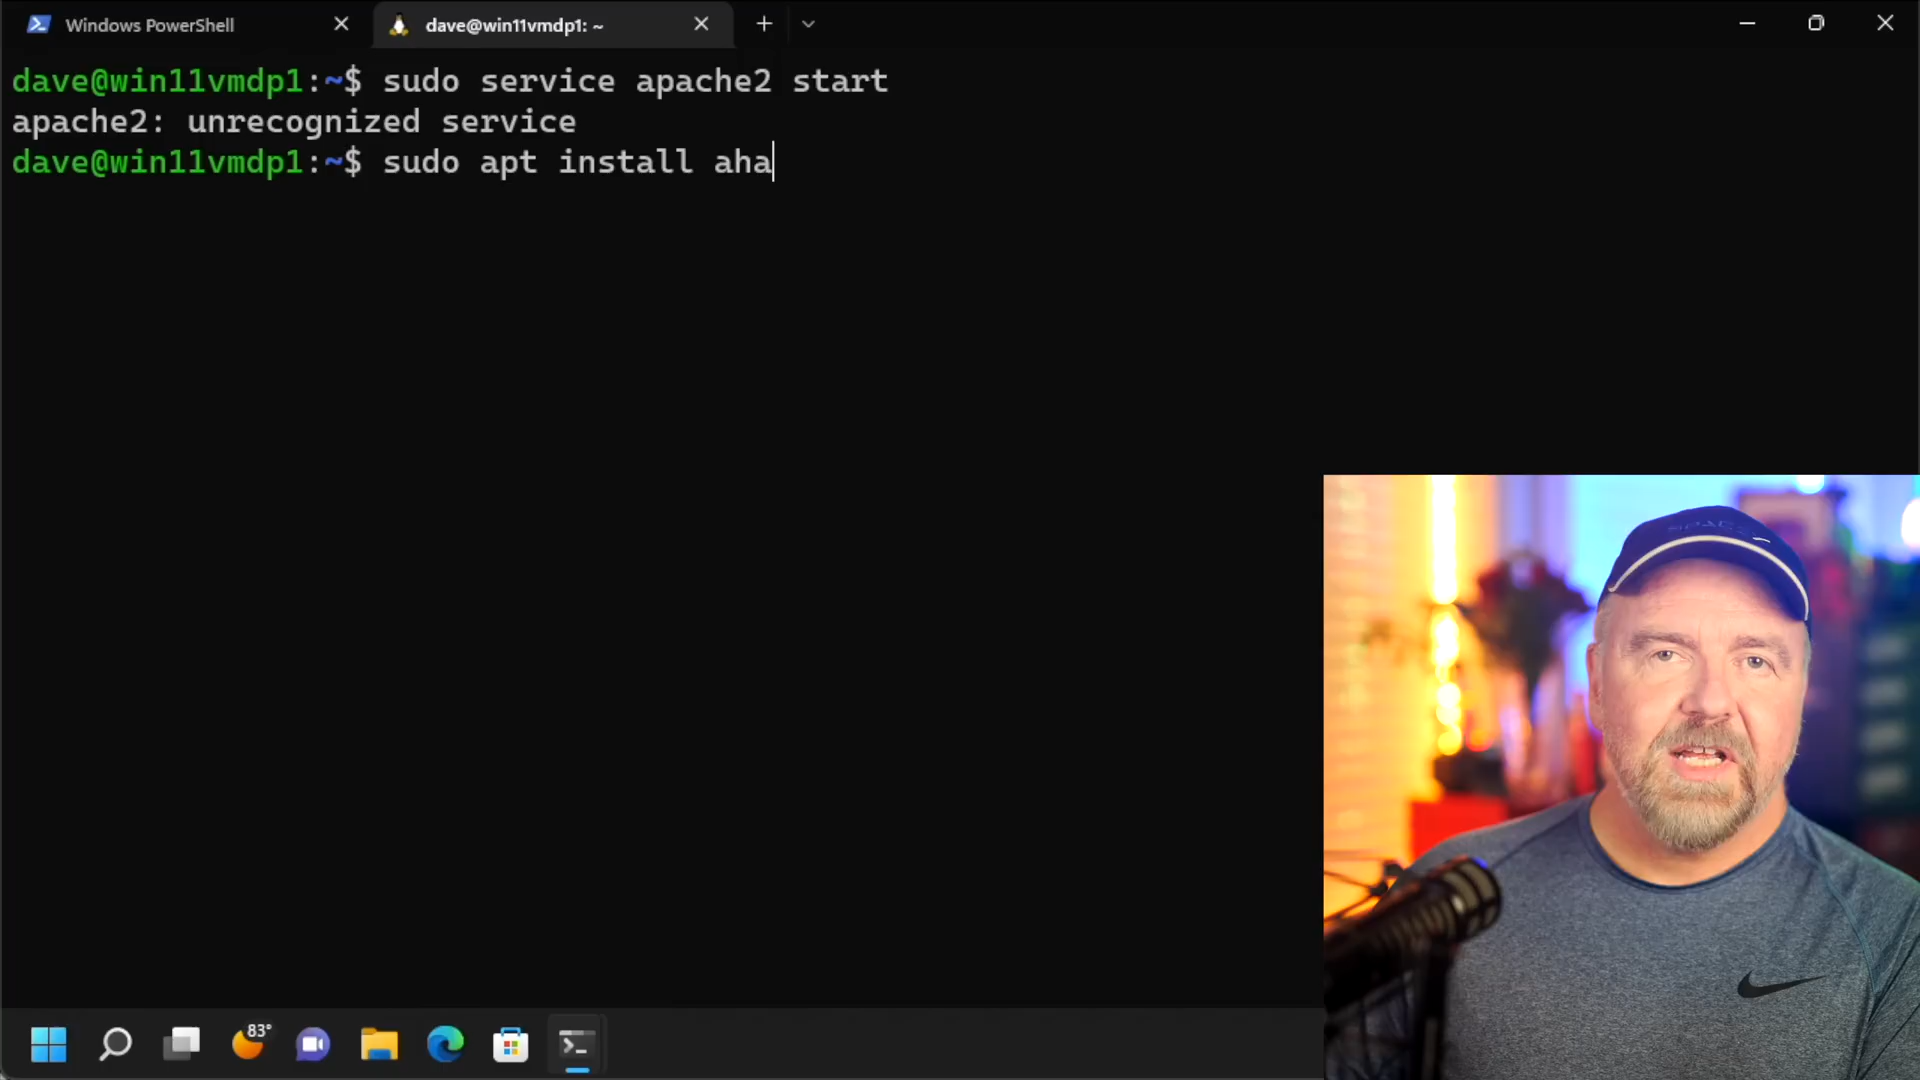 Windows PowerShell
dave@win11vmdp1: ~
dave@win11vmdp1:~$ sudo service apache2 start
apache2: unrecognized service
dave@win11vmdp1:~$ sudo apt install aha
83°